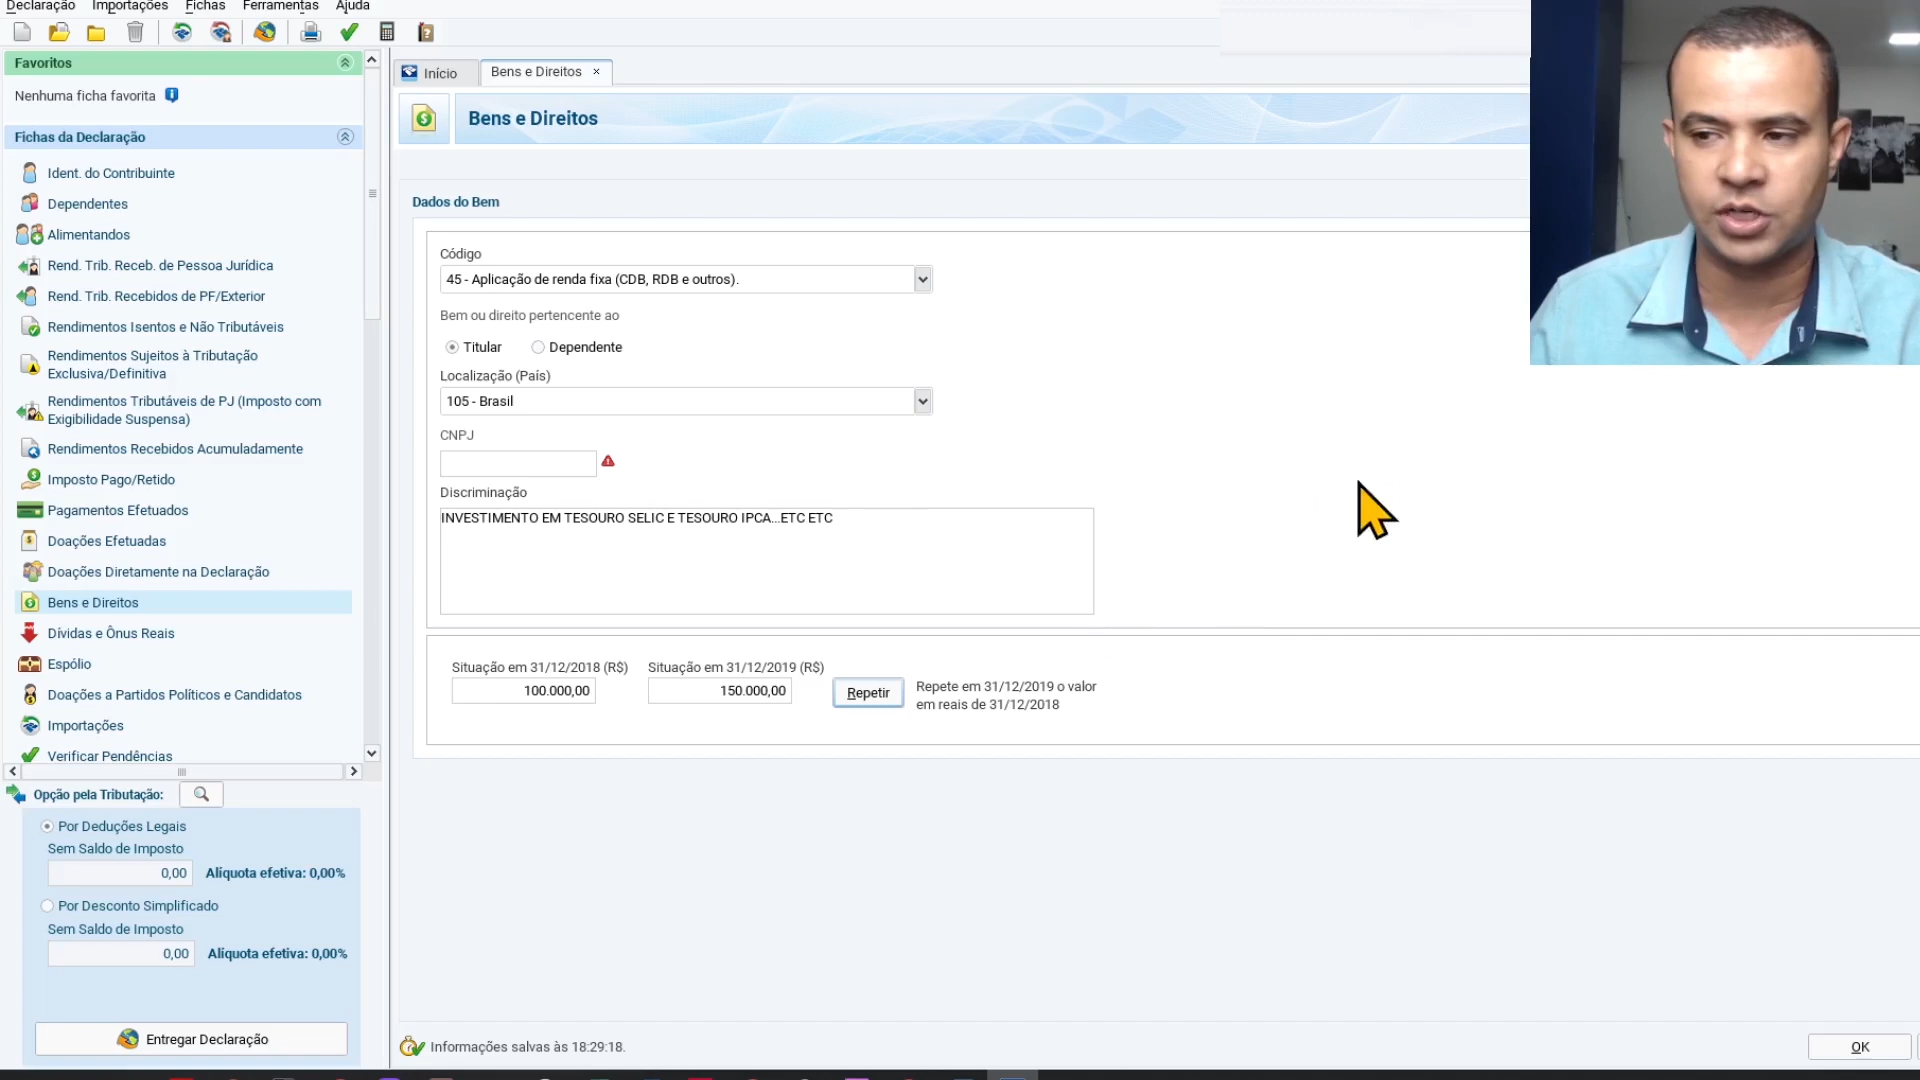 Declaração Importações Fichas Ferramentas Ajuda
Favoritos
Nenhuma ficha favorita
Fichas da Declaração
Ident. do Contribuinte
Dependentes
Alimentandos
Rend. Trib. Receb. de Pessoa Jurídica
Rend. Trib. Recebidos de PF/Exterior
Rendimentos Isentos e Não Tributáveis
Rendimentos Sujeitos à Tributação
Exclusiva/Definitiva
Rendimentos Tributáveis de PJ (Imposto com
Exigibilidade Suspensa)
Rendimentos Recebidos Acumuladamente
Imposto Pago/Retido
Pagamentos Efetuados
Doações Efetuadas
Doações Diretamente na Declaração
Bens e Direitos
Dívidas e Ônus Reais
Espólio
Doações a Partidos Políticos e Candidatos
Importações
Verificar Pendências
Opção pela Tributação:
Por Deduções Legais
Sem Saldo de Imposto
0,00 Alíquota efetiva: 0,00%
Por Desconto Simplificado
Sem Saldo de Imposto
0,00 Alíquota efetiva: 0,00%
Entregar Declaração
Início
Bens e Direitos
Bens e Direitos
Dados do Bem
Código
45 - Aplicação de renda fixa (CDB, RDB e outros).
Bem ou direito pertencente ao
Titular Dependente
Localização (País)
105 - Brasil
CNPJ
Discriminação
INVESTIMENTO EM TESOURO SELIC E TESOURO IPCA...ETC ETC
Situação em 31/12/2018 (R$) Situação em 31/12/2019 (R$)
100.000,00 150.000,00 Repetir
Repete em 31/12/2019 o valor
em reais de 31/12/2018
Informações salvas às 18:29:18.
OK